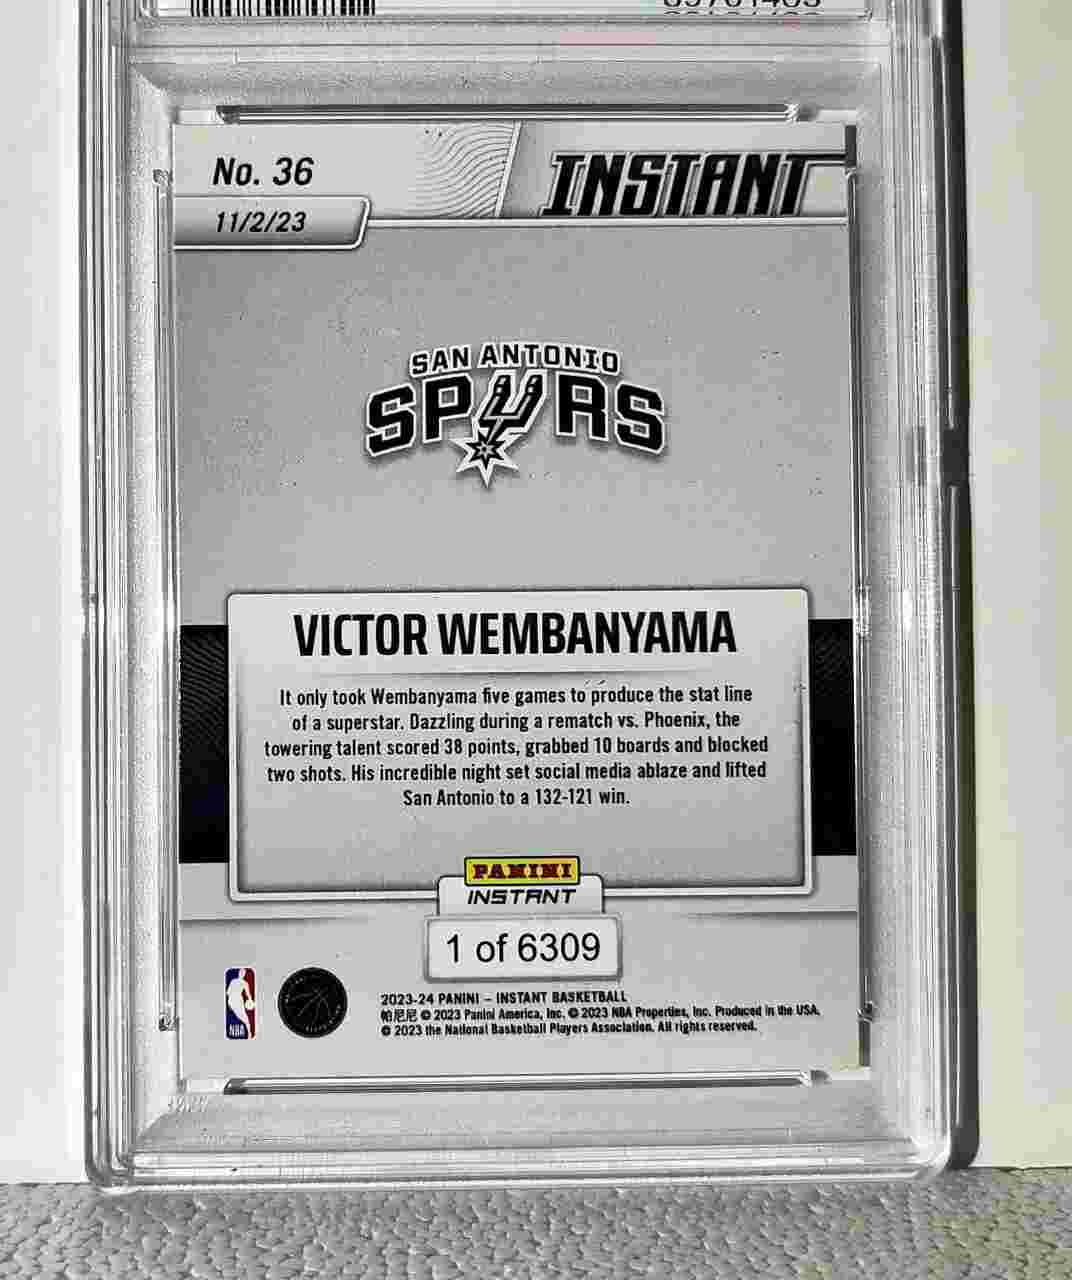 No. 36
INSTANT
11/2/23
SAN ANTONIO
SPURS
VICTOR WEMBANYAMA
It only took Wembanyama five games to produce the stat line
of a superstar. Dazzling during a rematch vs. Phoenix, the
towering talent scored 38 points, grabbed 10 boards and blocked
two shots. His incredible night set social media ablaze and lifted
San Antonio to a 132-121 win.
PANINI
INSTANT
1 of 6309
NBA
2023-24 PANINI – INSTANT BASKETBALL
帕尼尼 © 2023 Panini America, Inc. © 2023 NBA Properties, Inc. Produced in the USA.
© 2023 the National Basketball Players Association. All rights reserved.